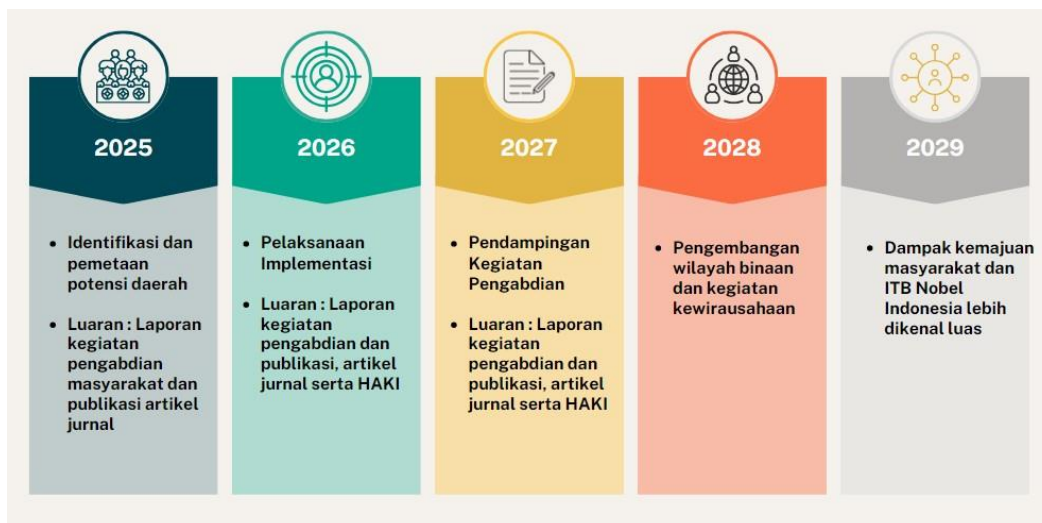 2025
• Identifikasi dan
pemetaan
potensi daerah
• Luaran : Laporan
kegiatan
pengabdian
masyarakat dan
publikasi artikel
jurnal
2026
• Pelaksanaan
Implementasi
• Luaran : Laporan
kegiatan
pengabdian dan
publikasi, artikel
jurnal serta HAKI
2027
• Pendampingan
Kegiatan
Pengabdian
• Luaran : Laporan
kegiatan
pengabdian dan
publikasi, artikel
jurnal serta HAKI
2028
• Pengembangan
wilayah binaan
dan kegiatan
kewirausahaan
2029
• Dampak kemajuan
masyarakat dan
ITB Nobel
Indonesia lebih
dikenal luas